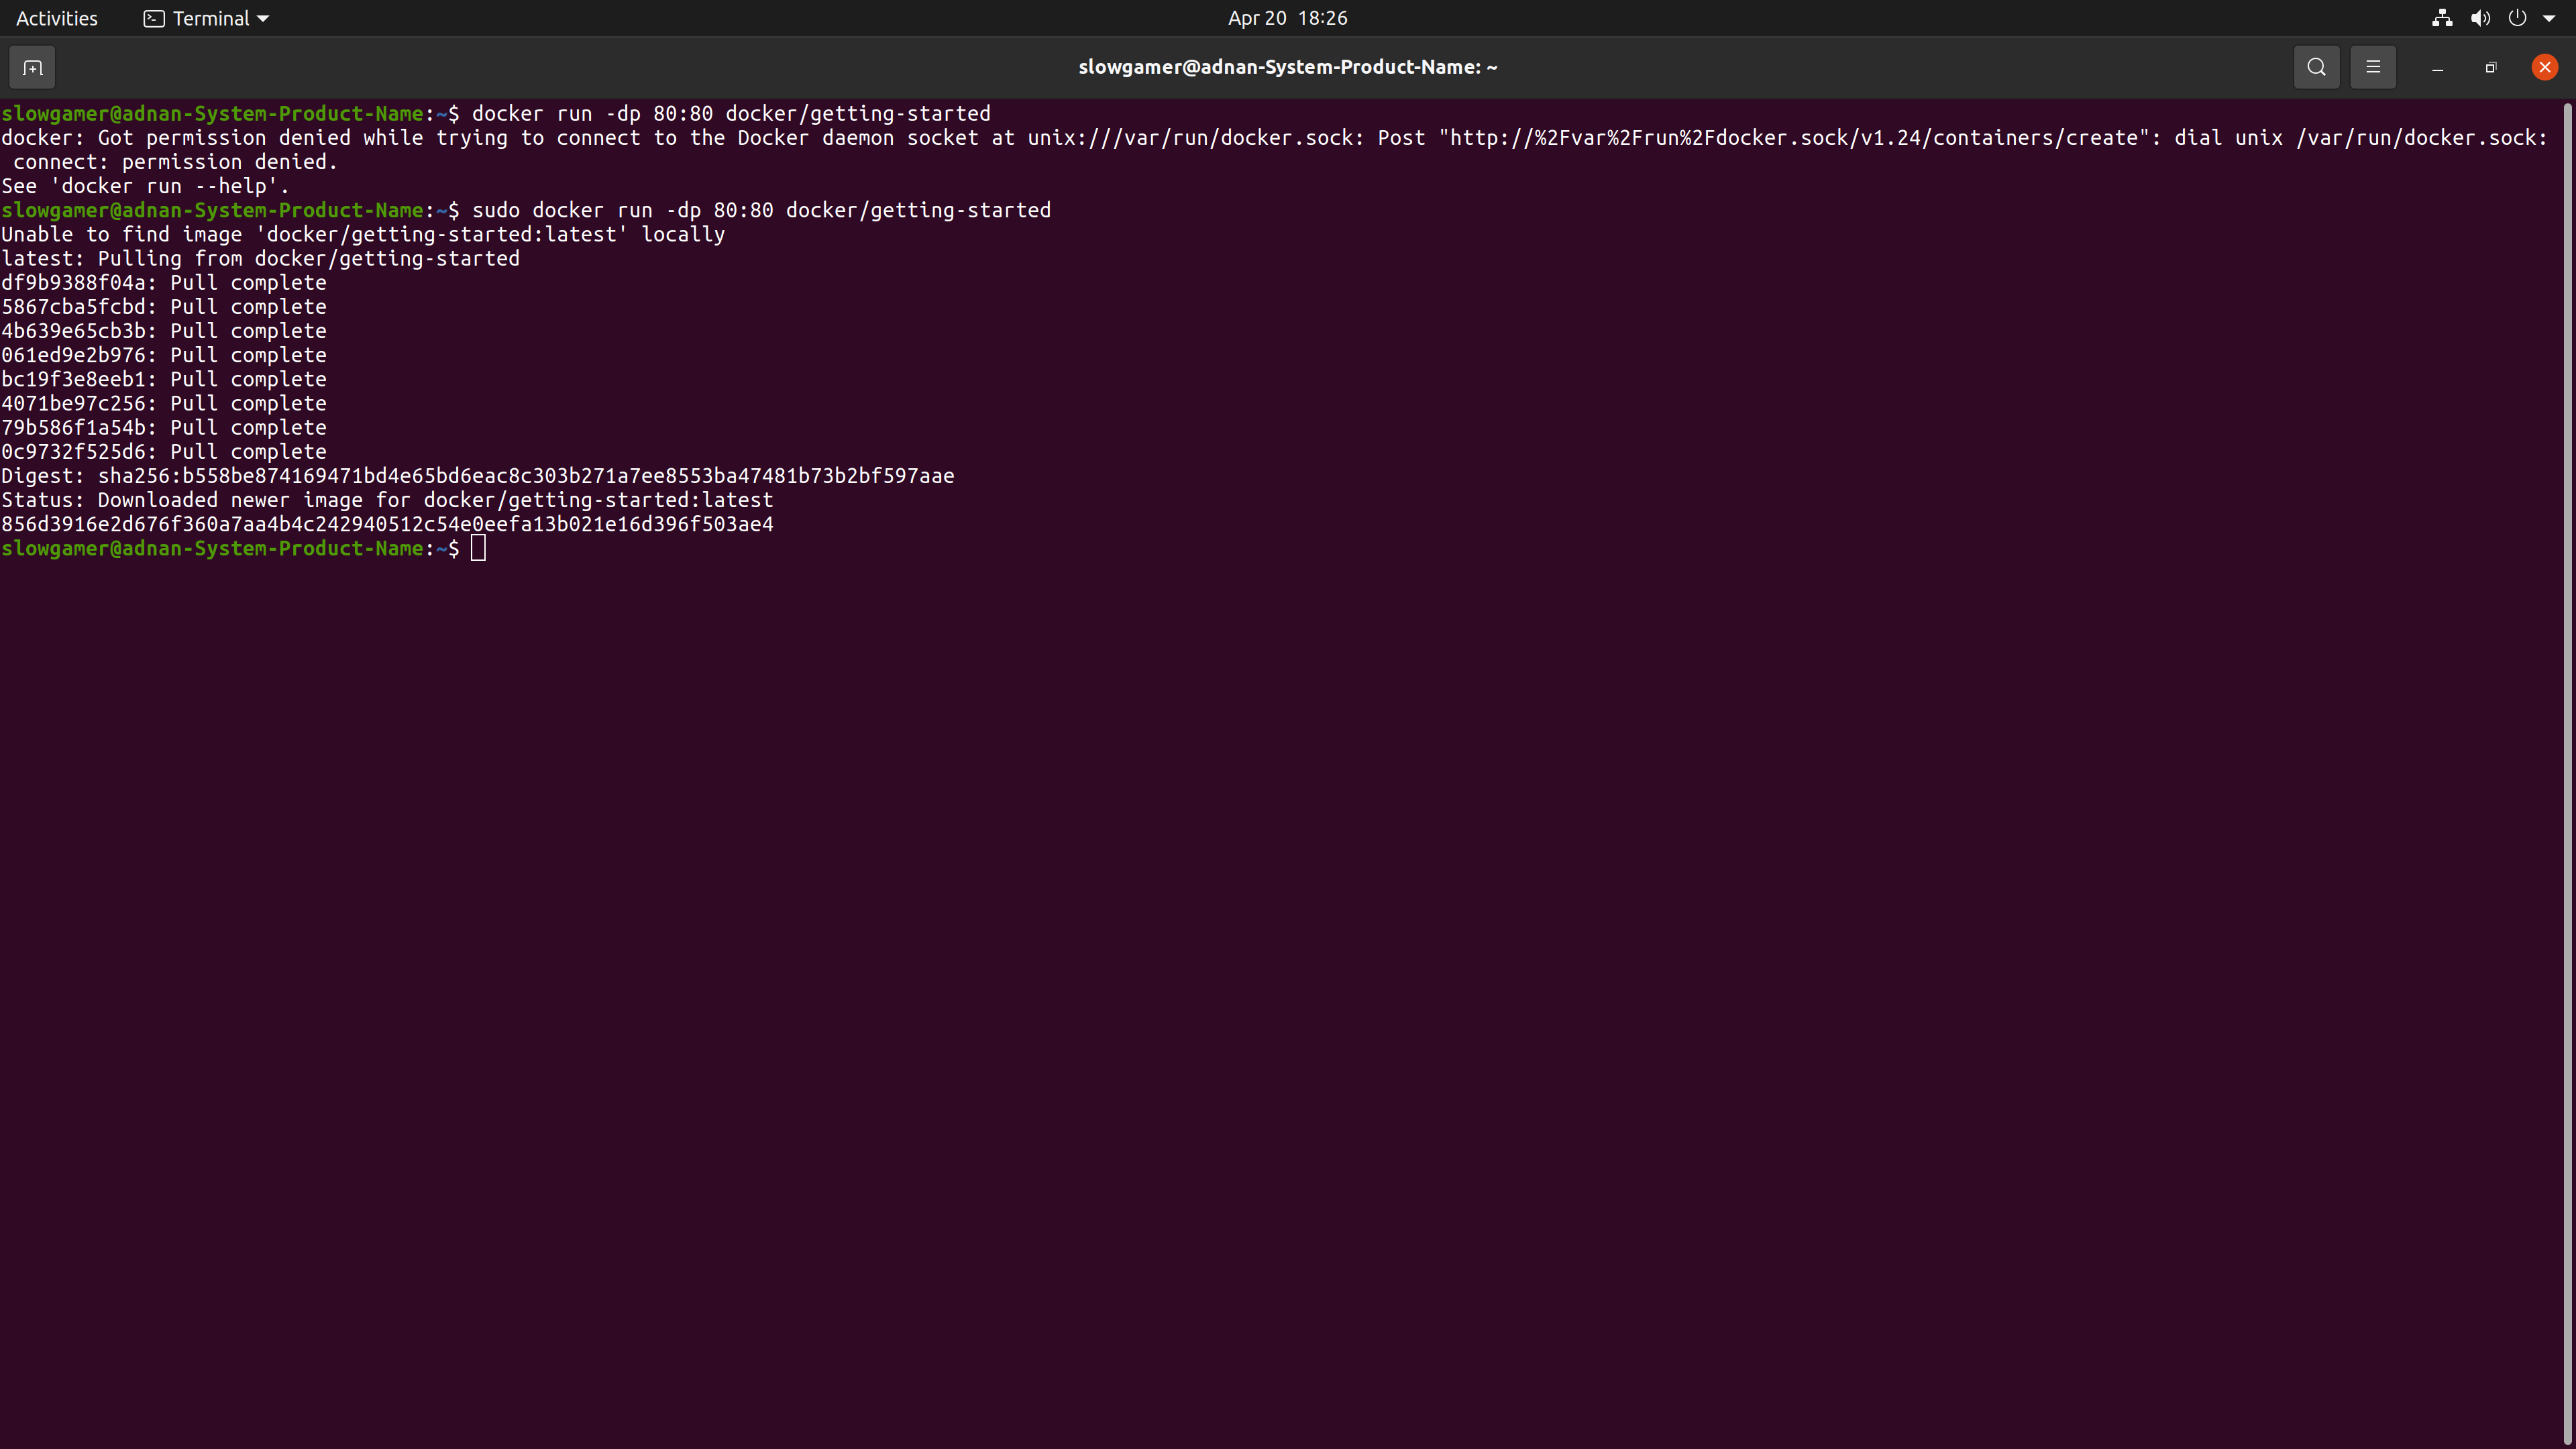 Activities Terminal Apr 20 18:26
slowgamer@adnan-System-Product-Name: ~
slowgamer@adnan-System-Product-Name:~$ docker run -dp 80:80 docker/getting-started
docker: Got permission denied while trying to connect to the Docker daemon socket at unix:///var/run/docker.sock: Post "http://%2Fvar%2Frun%2Fdocker.sock/v1.24/containers/create": dial unix /var/run/docker.sock:
 connect: permission denied.
See 'docker run --help'.
slowgamer@adnan-System-Product-Name:~$ sudo docker run -dp 80:80 docker/getting-started
Unable to find image 'docker/getting-started:latest' locally
latest: Pulling from docker/getting-started
df9b9388f04a: Pull complete
5867cba5fcbd: Pull complete
4b639e65cb3b: Pull complete
061ed9e2b976: Pull complete
bc19f3e8eeb1: Pull complete
4071be97c256: Pull complete
79b586f1a54b: Pull complete
0c9732f525d6: Pull complete
Digest: sha256:b558be874169471bd4e65bd6eac8c303b271a7ee8553ba47481b73b2bf597aae
Status: Downloaded newer image for docker/getting-started:latest
856d3916e2d676f360a7aa4b4c242940512c54e0eefa13b021e16d396f503ae4
slowgamer@adnan-System-Product-Name:~$